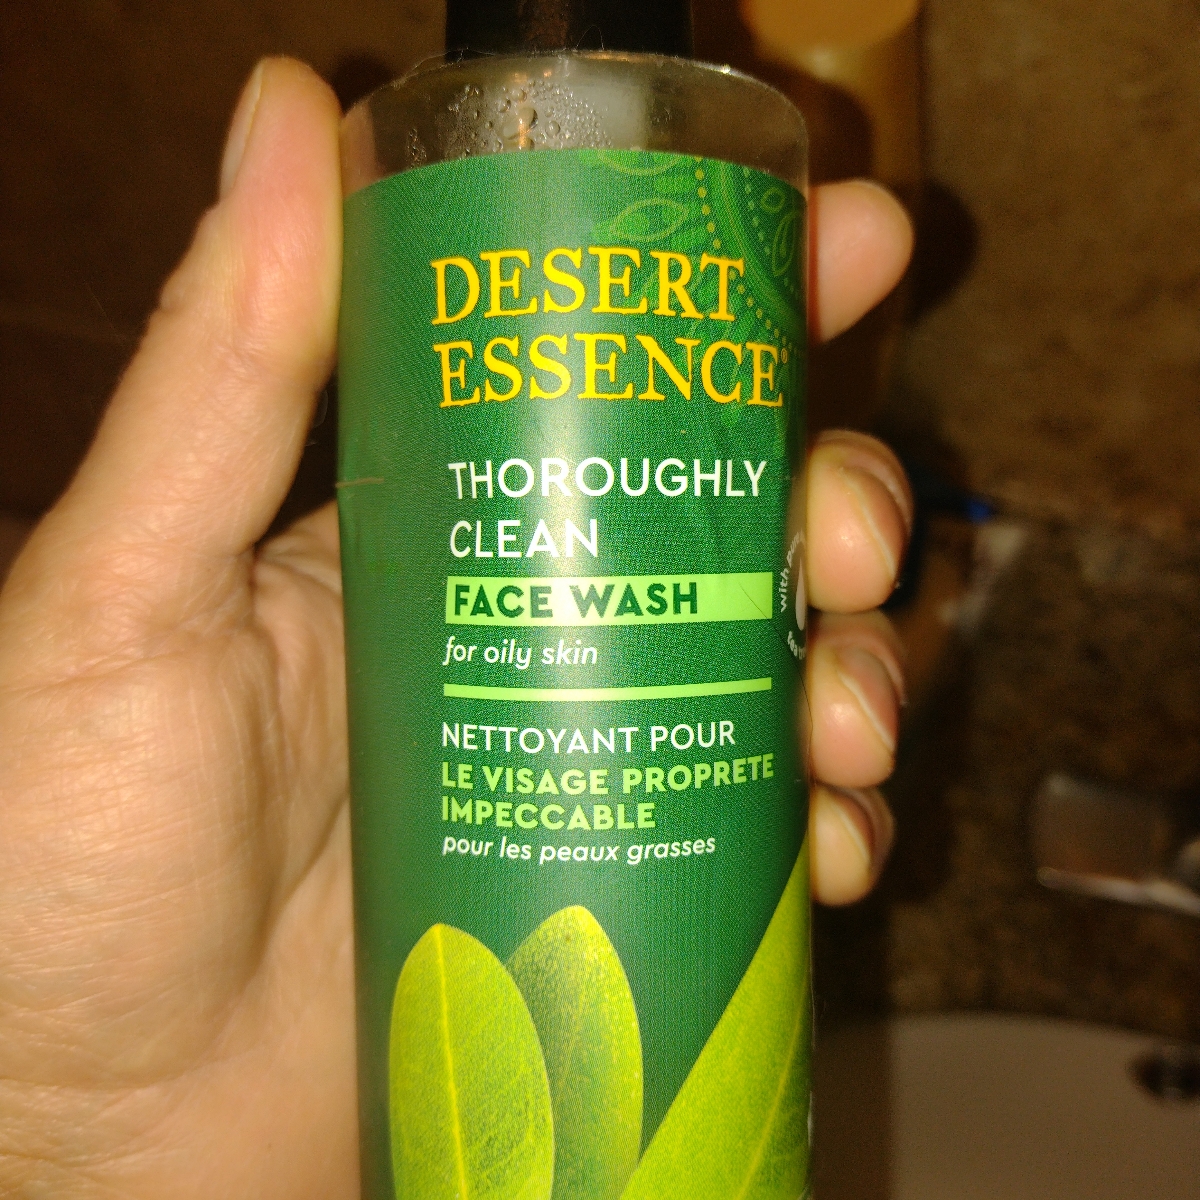 DESERT
ESSENCE®
THOROUGHLY
CLEAN
FACE WASH
for oily skin
with
NETTOYANT POUR
LE VISAGE PROPRETE
IMPECCABLE
pour les peaux grasses